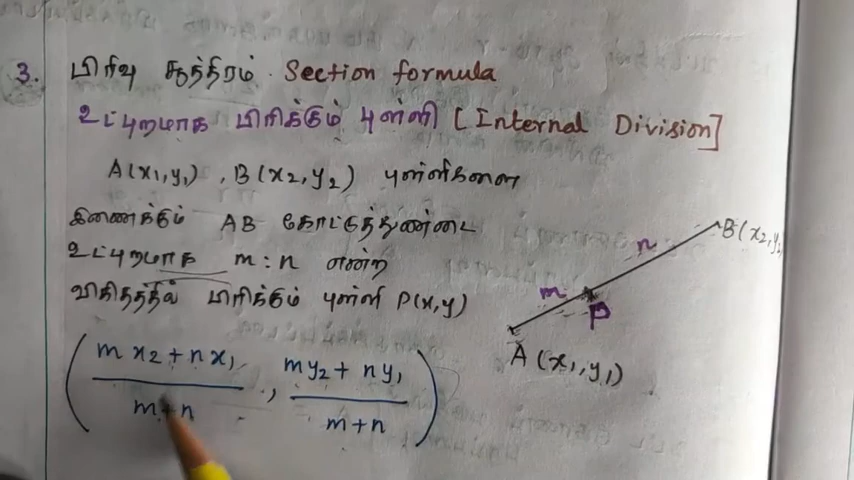 3. பிரிவு சூத்திரம். Section formula
உட்புறமாக பிரிக்கும் புள்ளி [Internal Division]
A(x₁,y₁), B(x₂,y₂) புள்ளிகளை
இணைக்கும் AB கோட்டுத்துண்டை
உட்புறமாக m:n என்ற
விகிதத்தில் பிரிக்கும் புள்ளி P(x,y)
(mx₂+nx₁/m+n, my₂+ny₁/m+n)
B(x₂,y₂)
n
m
P
A(x₁,y₁)